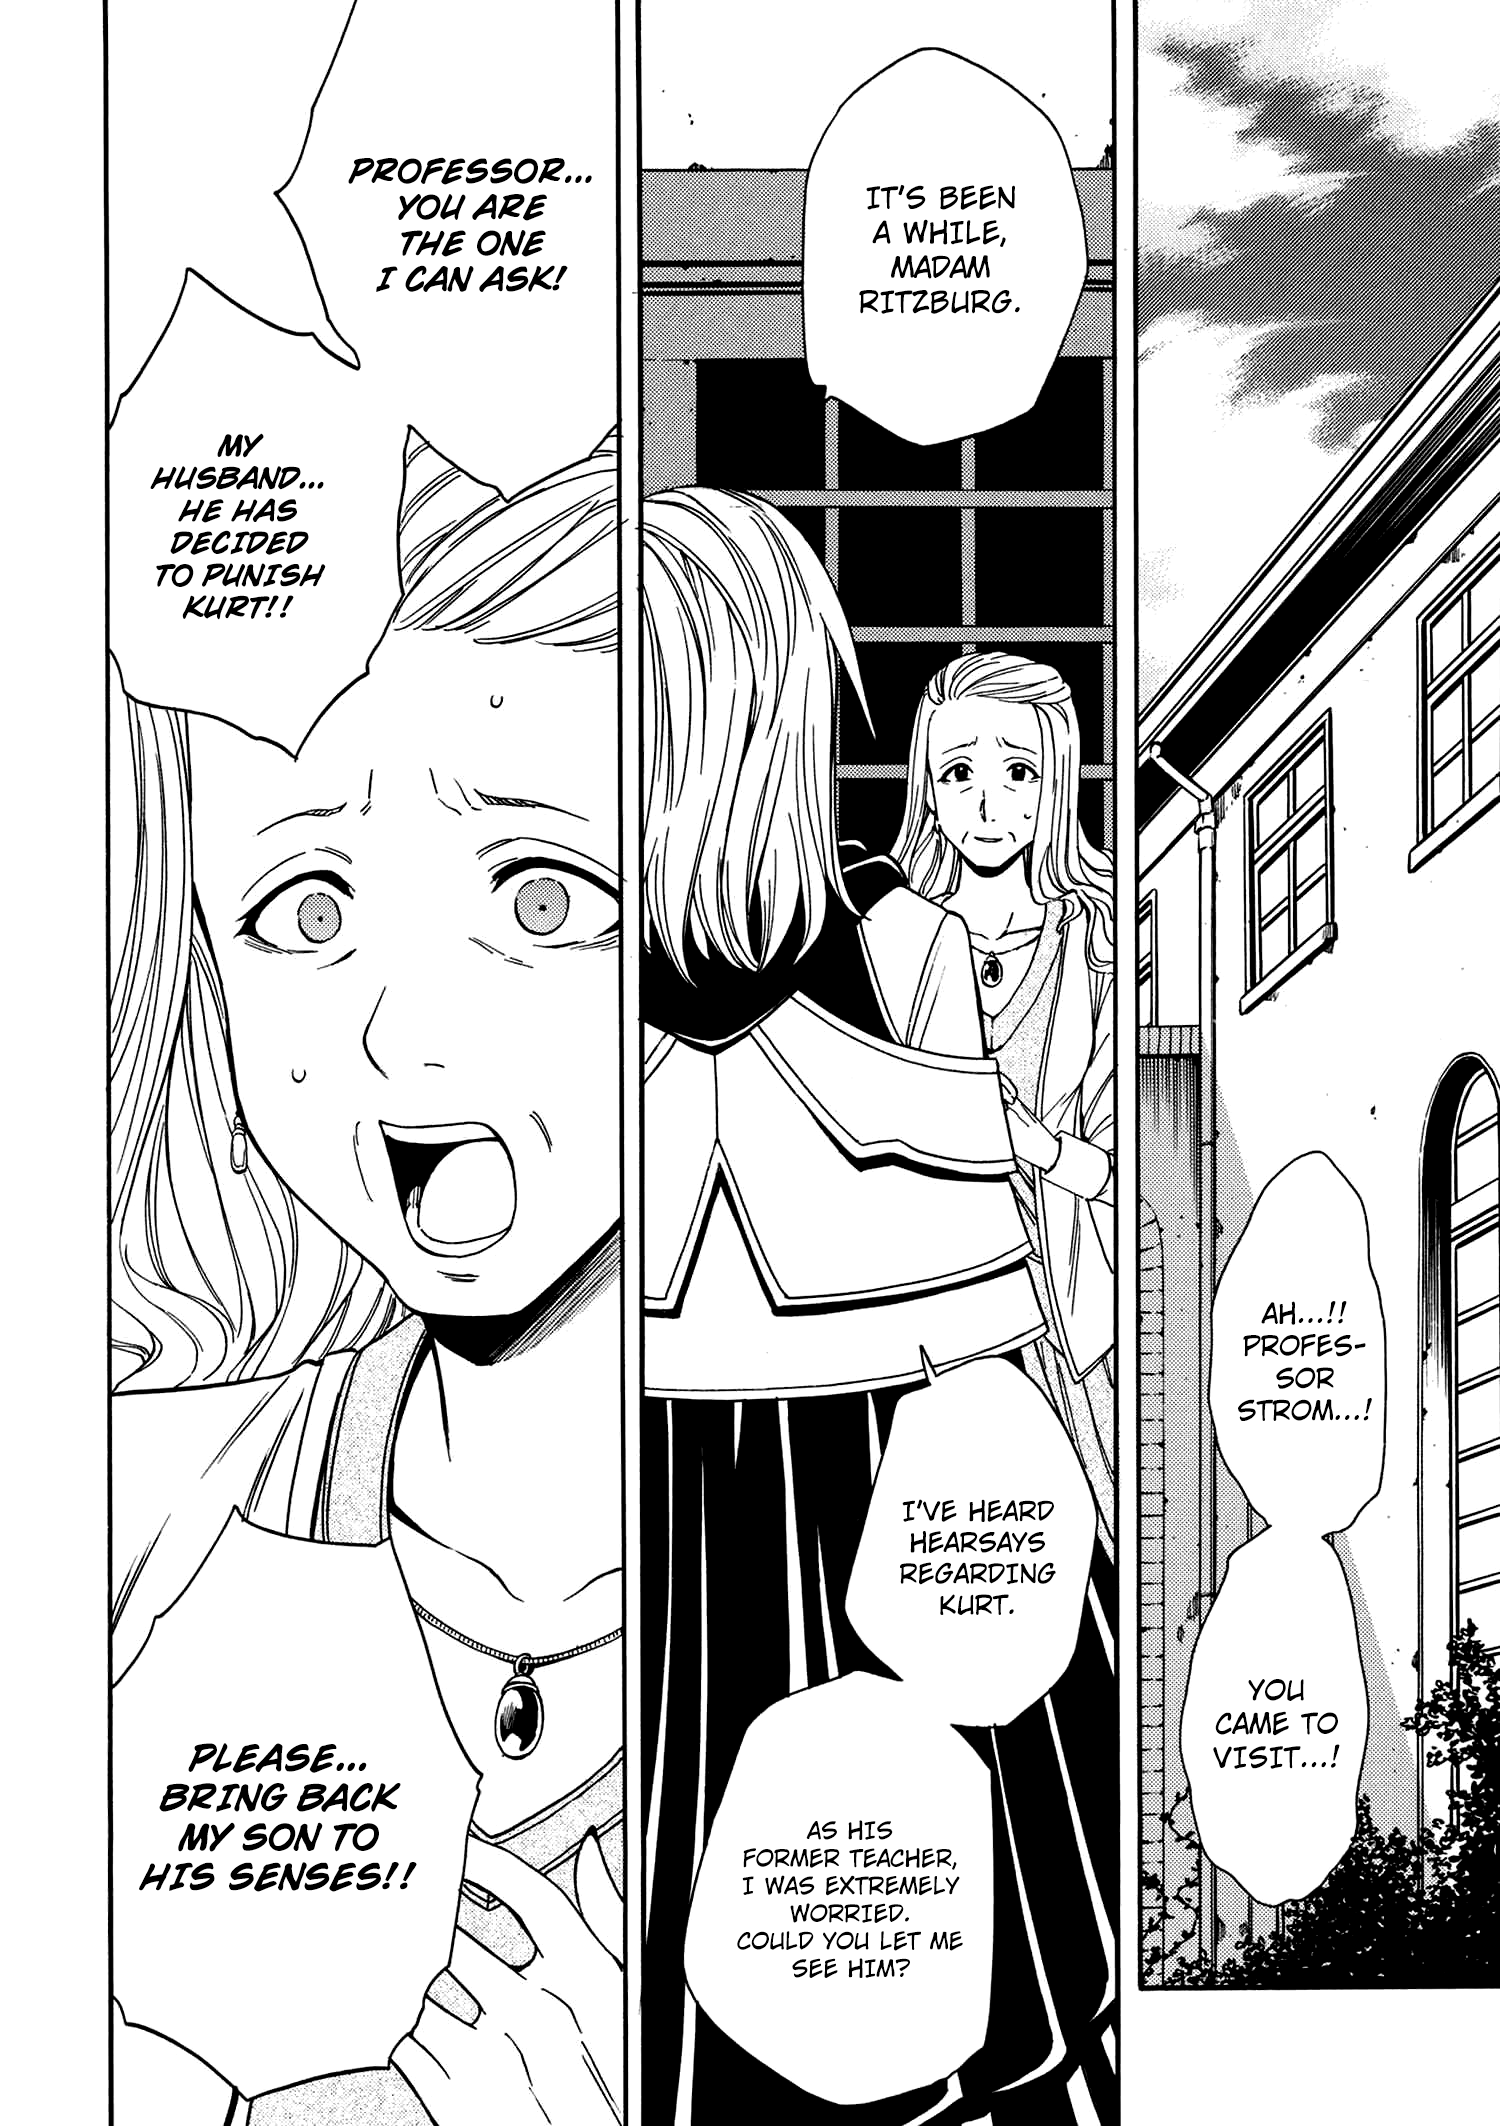 AH...!!
PROFES-
SOR
STROM...!
YOU
CAME TO
VISIT...!
IT'S BEEN
A WHILE,
MADAM
RITZBURG.
I'VE HEARD
HEARSAYS
REGARDING
KURT.
AS HIS
FORMER TEACHER,
I WAS EXTREMELY
WORRIED.
COULD YOU LET ME
SEE HIM?
PROFESSOR...
YOU ARE
THE ONE
I CAN ASK!
MY
HUSBAND...
HE HAS
DECIDED
TO PUNISH
KURT!!
PLEASE...
BRING BACK
MY SON TO
HIS SENSES!!